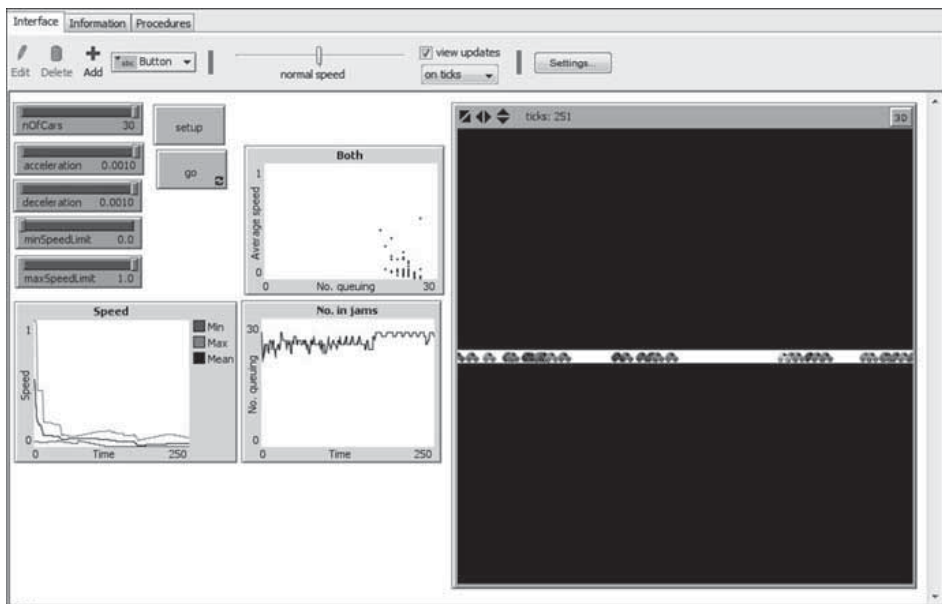 Interface Information Procedures
Edit Delete Add
abc Button
normal speed
view updates
on ticks
Settings...
nOfCars 30
setup
acceleration 0.0010
go
deceleration 0.0010
minSpeedLimit 0.0
maxSpeedLimit 1.0
Both
Average speed
1
0
0 No. queuing 30
Speed
Speed
1
0
0 Time 250
Min
Max
Mean
No. in jams
No. queuing
30
0
0 Time 250
ticks: 251
3D